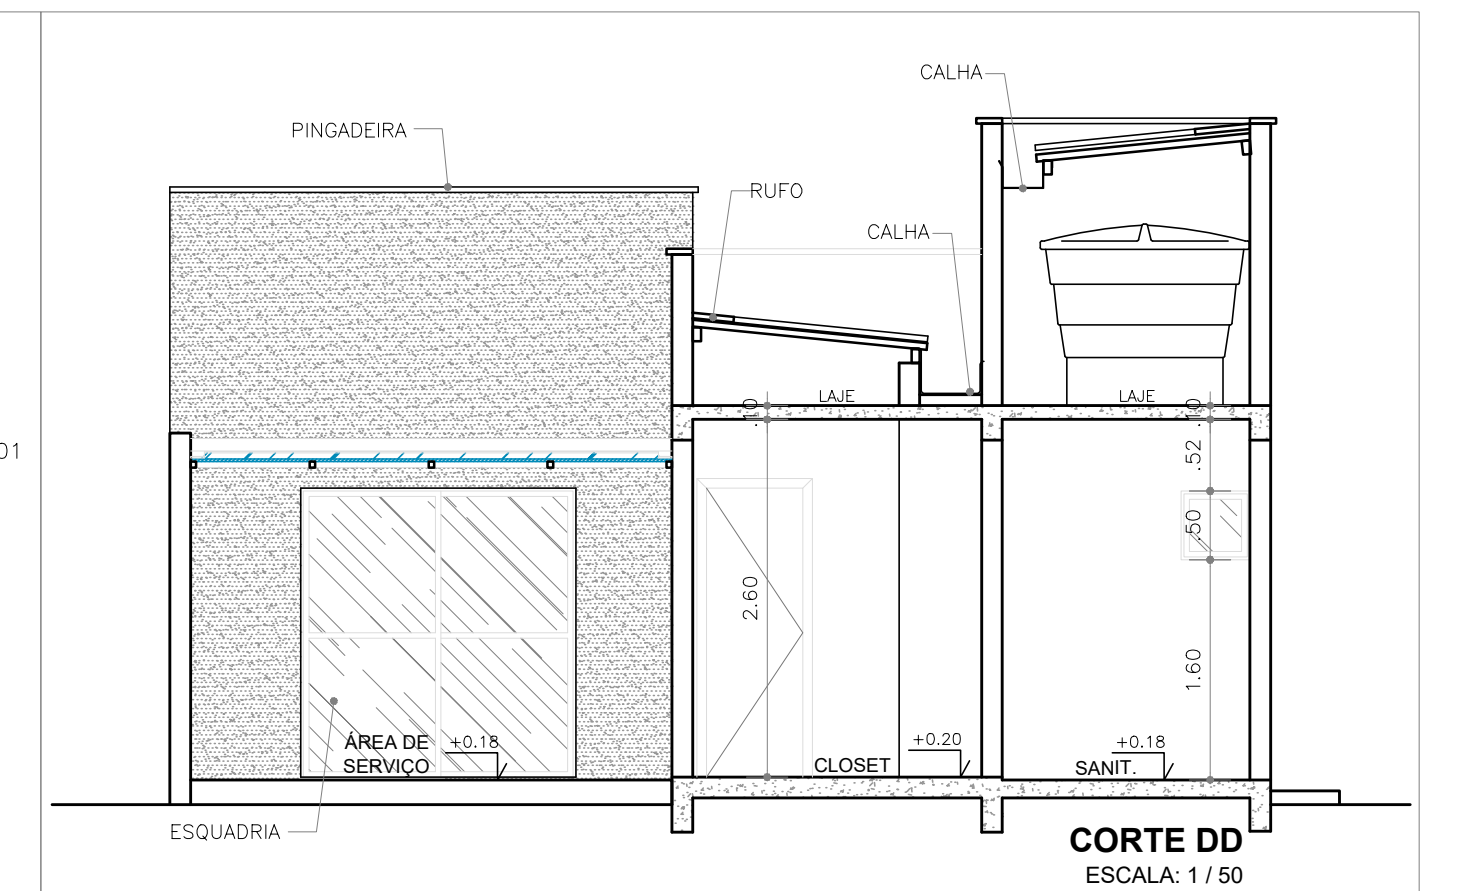 CALHA
PINGADEIRA
RUFO
CALHA
LAJE
LAJE
.10
.10
.52
.50
2.60
1.60
01
ÁREA DE
SERVIÇO
+0.18
CLOSET
+0.20
SANIT.
+0.18
ESQUADRIA
CORTE DD
ESCALA: 1 / 50